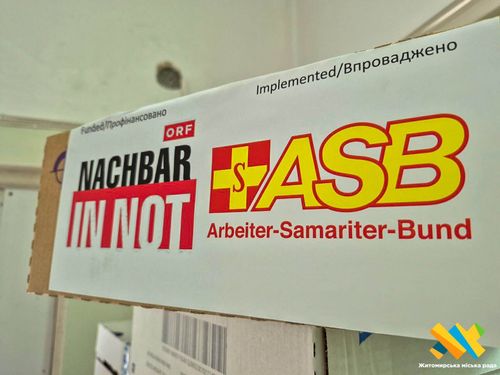 Funded/Профінансовано
Implemented/Впроваджено
ORF
NACHBAR
IN NOT
S
ASB
Arbeiter-Samariter-Bund
Житомирська міська рада